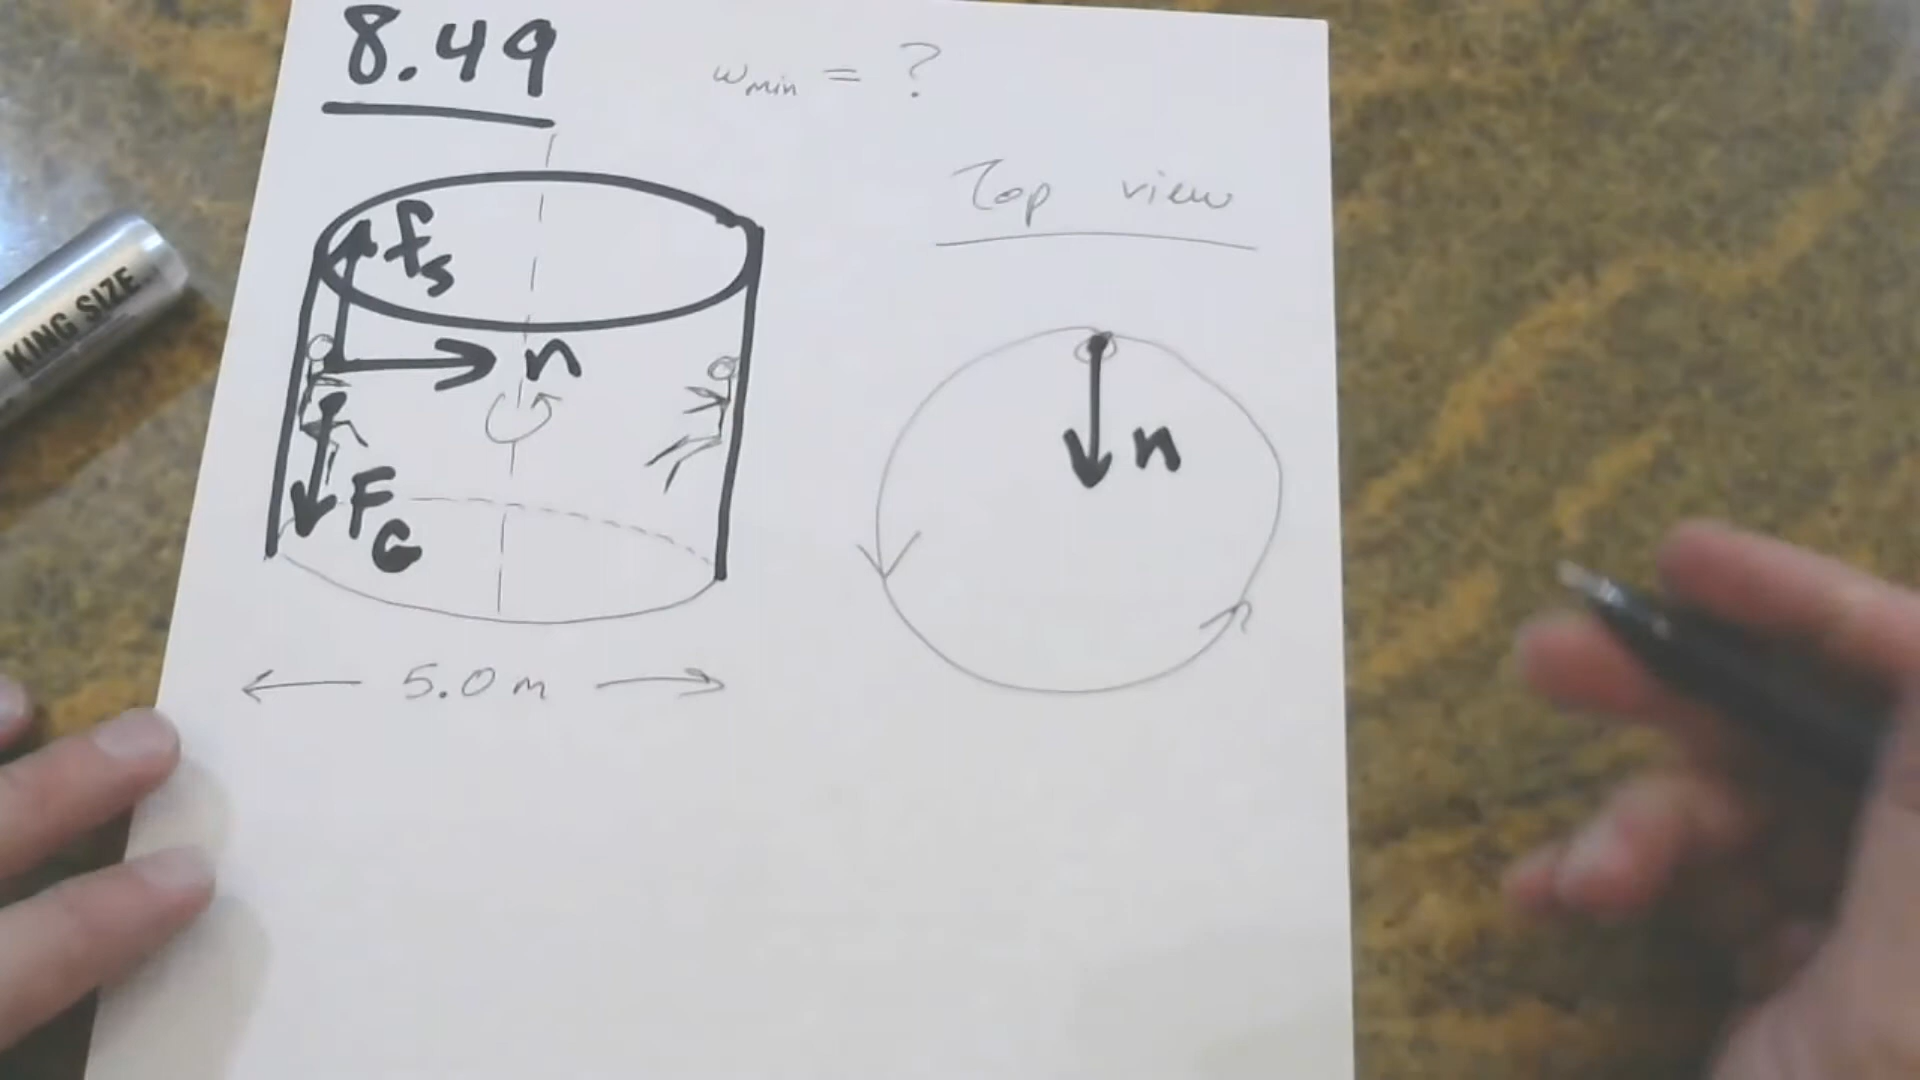 8.49
ωmin = ?
Top view
fs
n
FG
n
5.0 m
KING SIZE